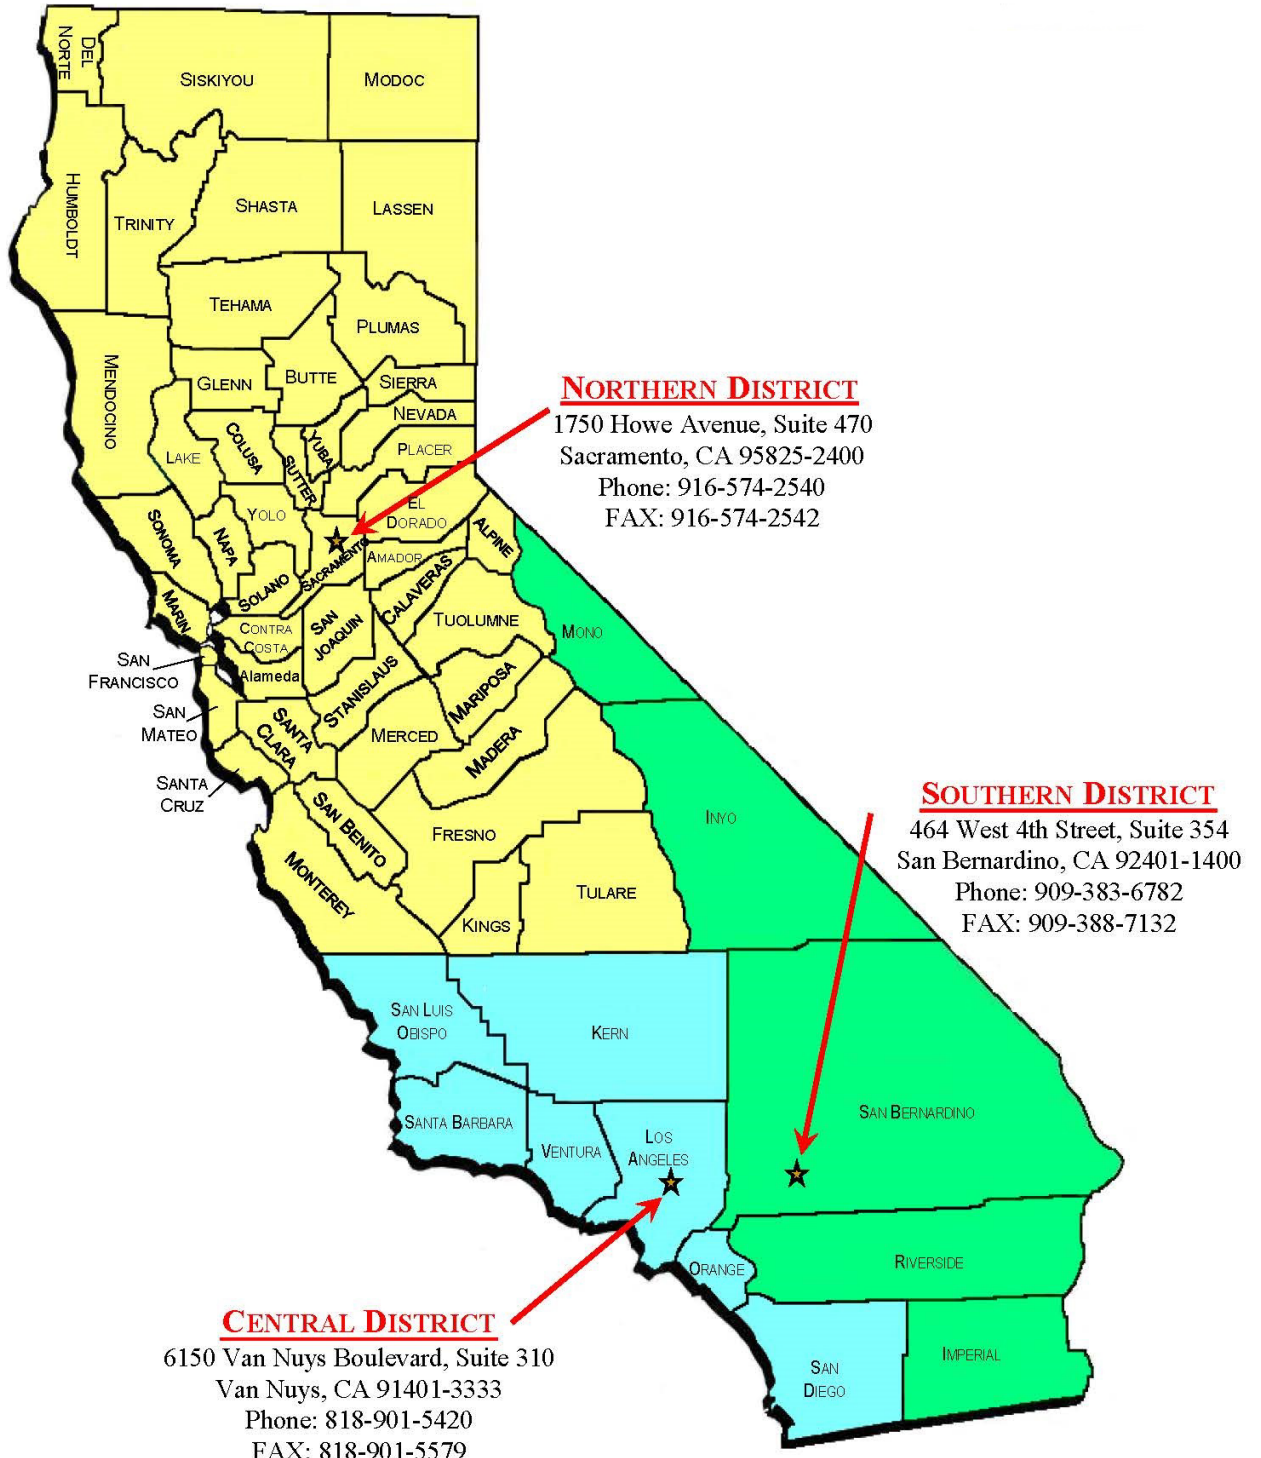 DEL
NORTE
SISKIYOU
MODOC
HUMBOLDT
TRINITY
SHASTA
LASSEN
TEHAMA
PLUMAS
MENDOCINO
GLENN
BUTTE
SIERRA
NEVADA
PLACER
LAKE
COLUSA
SUTTER
YUBA
EL
DORADO
YOLO
SONOMA
NAPA
SOLANO
SACRAMENTO
AMADOR
ALPINE
CALAVERAS
MARIN
CONTRA
COSTA
SAN
JOAQUIN
TUOLUMNE
MONO
SAN
FRANCISCO
Alameda
STANISLAUS
MARIPOSA
SAN
MATEO
SANTA
CLARA
MERCED
MADERA
SANTA
CRUZ
SAN BENITO
FRESNO
INYO
MONTEREY
KINGS
TULARE
SAN LUIS
OBISPO
KERN
SANTA BARBARA
VENTURA
LOS
ANGELES
SAN BERNARDINO
ORANGE
RIVERSIDE
SAN
DIEGO
IMPERIAL
NORTHERN DISTRICT
1750 Howe Avenue, Suite 470
Sacramento, CA 95825-2400
Phone: 916-574-2540
FAX: 916-574-2542
SOUTHERN DISTRICT
464 West 4th Street, Suite 354
San Bernardino, CA 92401-1400
Phone: 909-383-6782
FAX: 909-388-7132
CENTRAL DISTRICT
6150 Van Nuys Boulevard, Suite 310
Van Nuys, CA 91401-3333
Phone: 818-901-5420
FAX: 818-901-5579